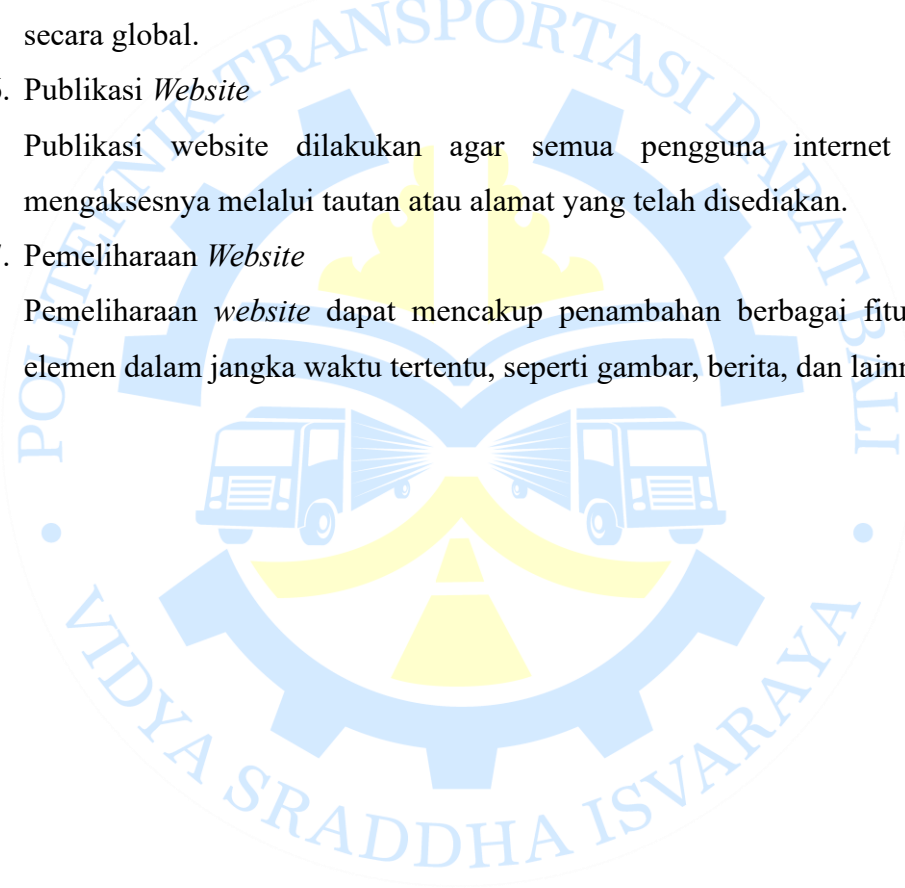 secara global.
. Publikasi Website
Publikasi website dilakukan agar semua pengguna internet
mengaksesnya melalui tautan atau alamat yang telah disediakan.
. Pemeliharaan Website
Pemeliharaan website dapat mencakup penambahan berbagai fitu
elemen dalam jangka waktu tertentu, seperti gambar, berita, dan lain
POLITEKNIK TRANSPORTASI DARAT BALI
VIDYA SRADDHA ISVARAYA